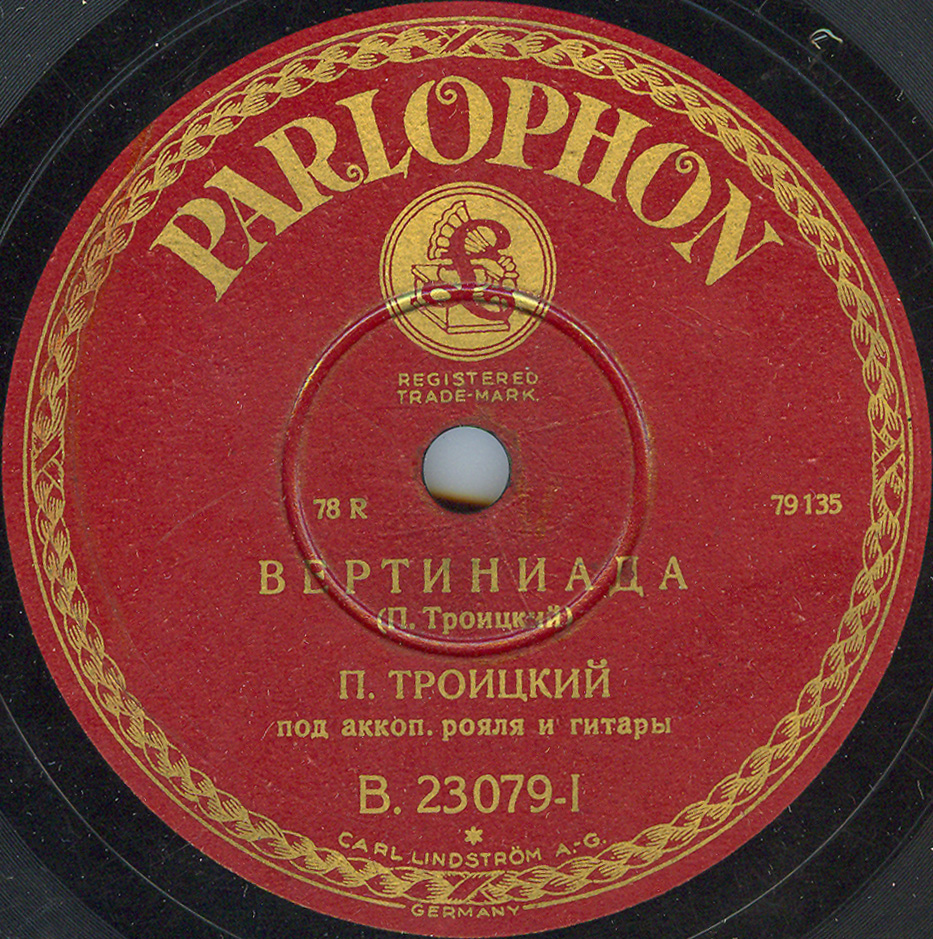 PARLOPHON
REGISTERED
TRADE-MARK.
78 R
79135
ВЕРТИНИАДА
(П. Троицкий)
П. ТРОИЦКИЙ
под аккоп. рояля и гитары
B. 23079-I
CARL LINDSTRÖM A.-G.
GERMANY